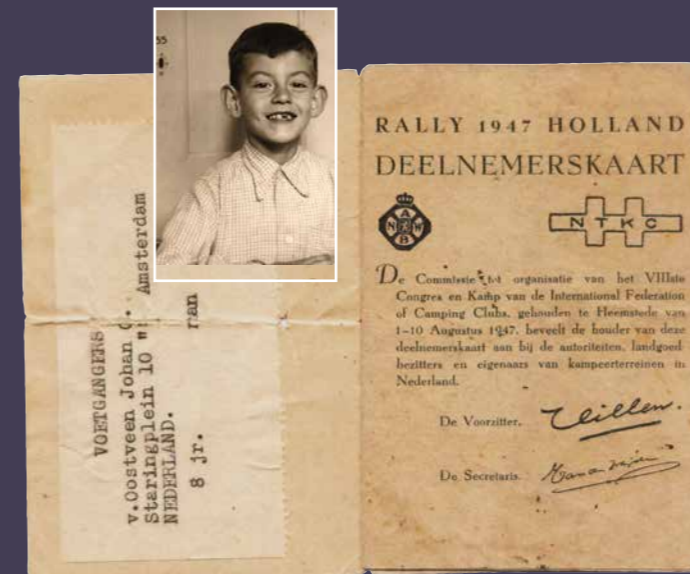 VOETGANGERS
v.Oostveen Johan
Staringplein 10 Amsterdam
NEDERLAND.
8 jr.
RALLY 1947 HOLLAND
DEELNEMERSKAART
A
N W
B
NTKC
De Commissie tot organisatie van het VIIIste
Congres en Kamp van de International Federation
of Camping Clubs, gehouden te Heemstede van
1-10 Augustus 1947, beveelt de houder van deze
deelnemerskaart aan bij de autoriteiten, landgoed-
bezitters en eigenaars van kampeerterreinen in
Nederland.
De Voorzitter,
De Secretaris.